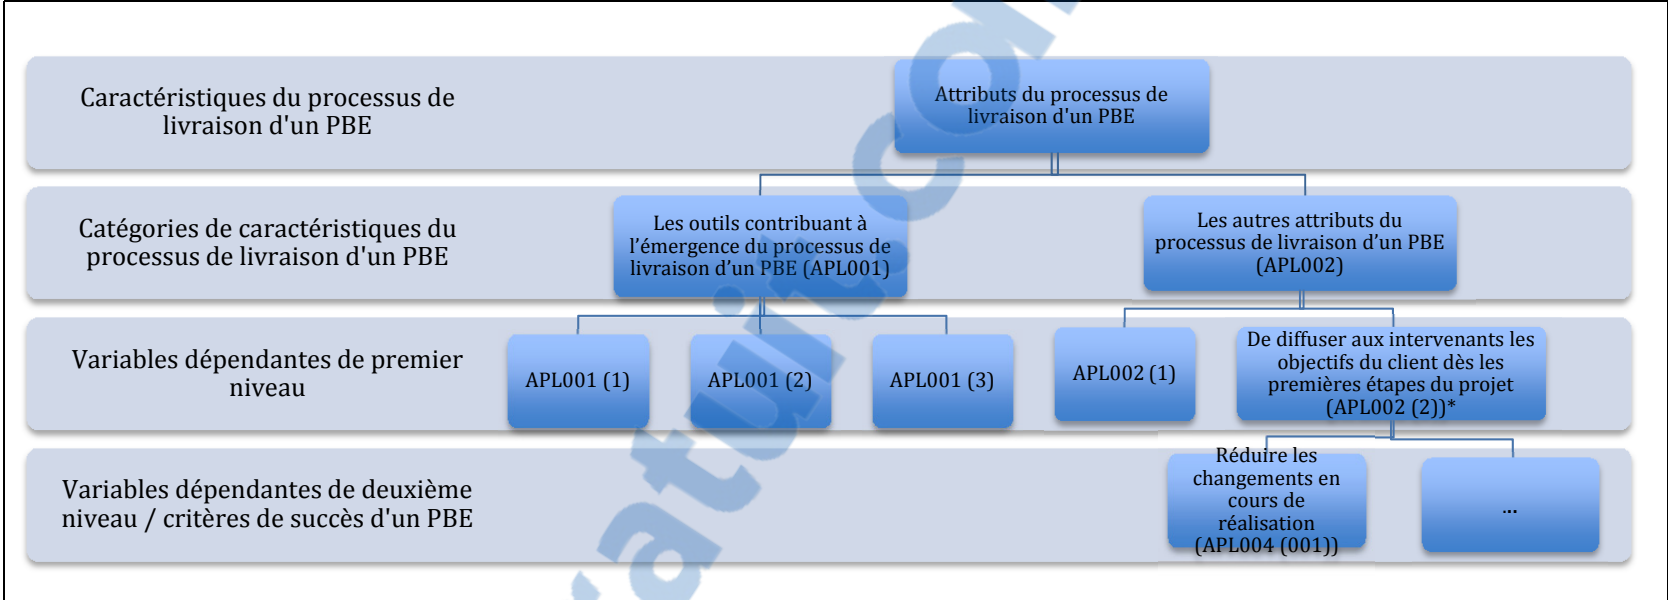 Caractéristiques du processus de
livraison d'un PBE
Attributs du processus de
livraison d'un PBE
Catégories de caractéristiques du
processus de livraison d'un PBE
Les outils contribuant à
l’émergence du processus de
livraison d’un PBE (APL001)
Les autres attributs du
processus de livraison d’un PBE
(APL002)
Variables dépendantes de premier
niveau
APL001 (1)
APL001 (2)
APL001 (3)
APL002 (1)
De diffuser aux intervenants les
objectifs du client dès les
premières étapes du projet
(APL002 (2))*
Variables dépendantes de deuxième
niveau / critères de succès d'un PBE
Réduire les
changements en
cours de
réalisation
(APL004 (001))
...